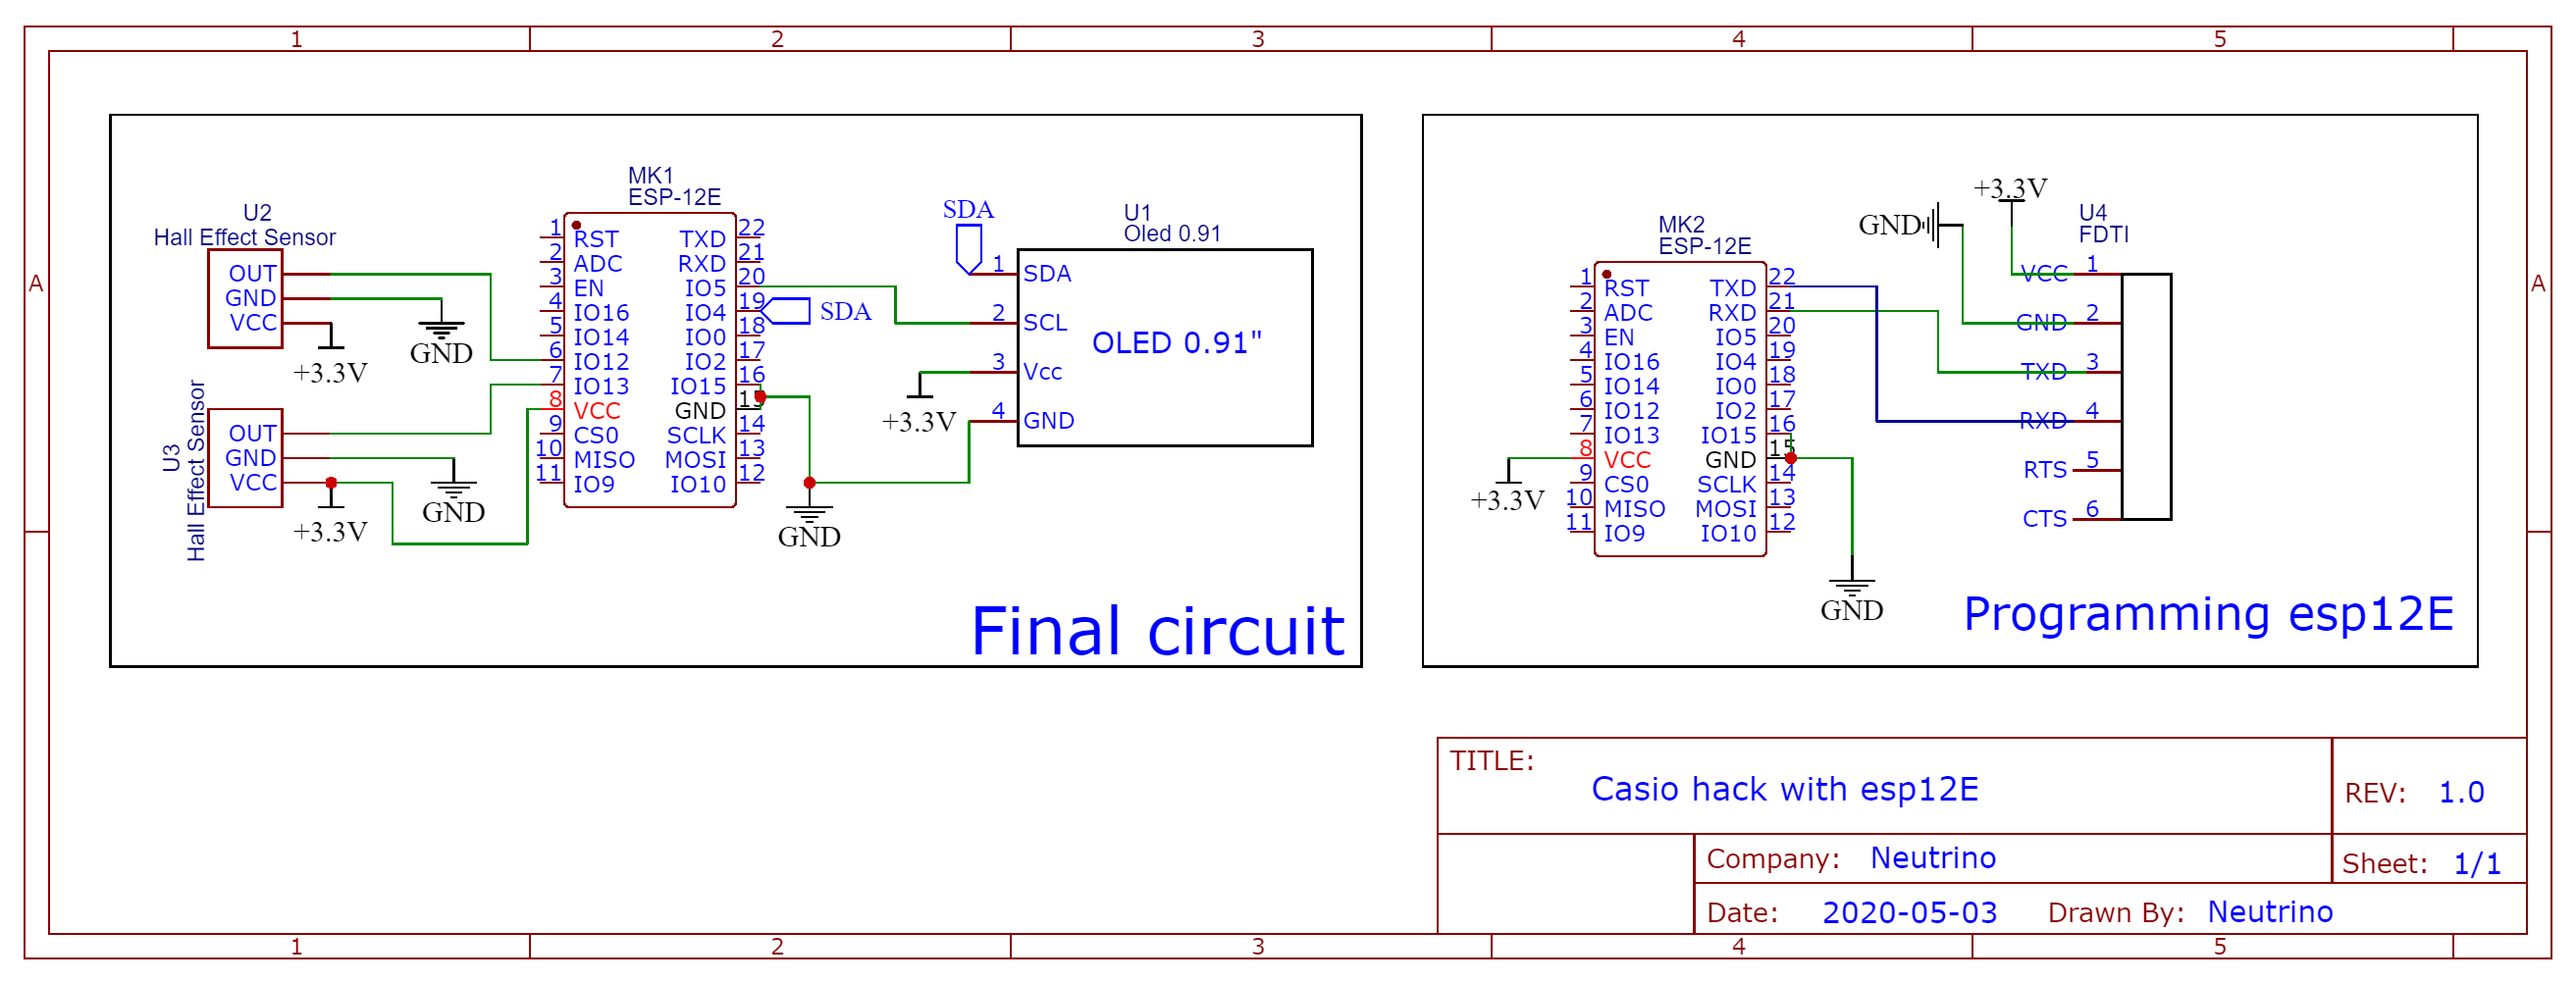 1 2 3 4 5
A A
U2
Hall Effect Sensor
OUT
GND
VCC
GND
+3.3V
U3
Hall Effect Sensor
OUT
GND
VCC
GND
+3.3V
MK1
ESP-12E
1 RST TXD 22
2 ADC RXD 21
3 EN IO5 20
4 IO16 IO4 19
5 IO14 IO0 18
6 IO12 IO2 17
7 IO13 IO15 16
8 VCC GND 15
9 CS0 SCLK 14
10 MISO MOSI 13
11 IO9 IO10 12
SDA
GND
SDA
U1
Oled 0.91
1 SDA
2 SCL
3 Vcc
4 GND
OLED 0.91"
+3.3V
Final circuit
MK2
ESP-12E
1 RST TXD 22
2 ADC RXD 21
3 EN IO5 20
4 IO16 IO4 19
5 IO14 IO0 18
6 IO12 IO2 17
7 IO13 IO15 16
8 VCC GND 15
9 CS0 SCLK 14
10 MISO MOSI 13
11 IO9 IO10 12
+3.3V
GND
GND
+3.3V
U4
FDTI
VCC 1
GND 2
TXD 3
RXD 4
RTS 5
CTS 6
Programming esp12E
TITLE:
Casio hack with esp12E
REV: 1.0
Company: Neutrino
Sheet: 1/1
Date: 2020-05-03 Drawn By: Neutrino
1 2 3 4 5